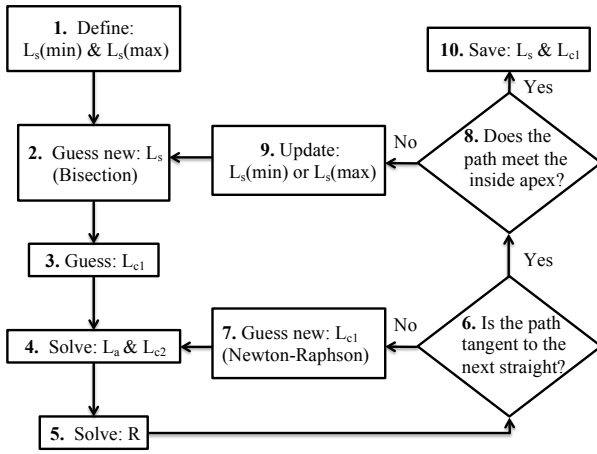 1. Define:
Ls(min) & Ls(max)
2. Guess new: Ls
(Bisection)
3. Guess: Lc1
4. Solve: La & Lc2
5. Solve: R
6. Is the path
tangent to the
next straight?
No
7. Guess new: Lc1
(Newton-Raphson)
Yes
8. Does the
path meet the
inside apex?
No
9. Update:
Ls(min) or Ls(max)
Yes
10. Save: Ls & Lc1